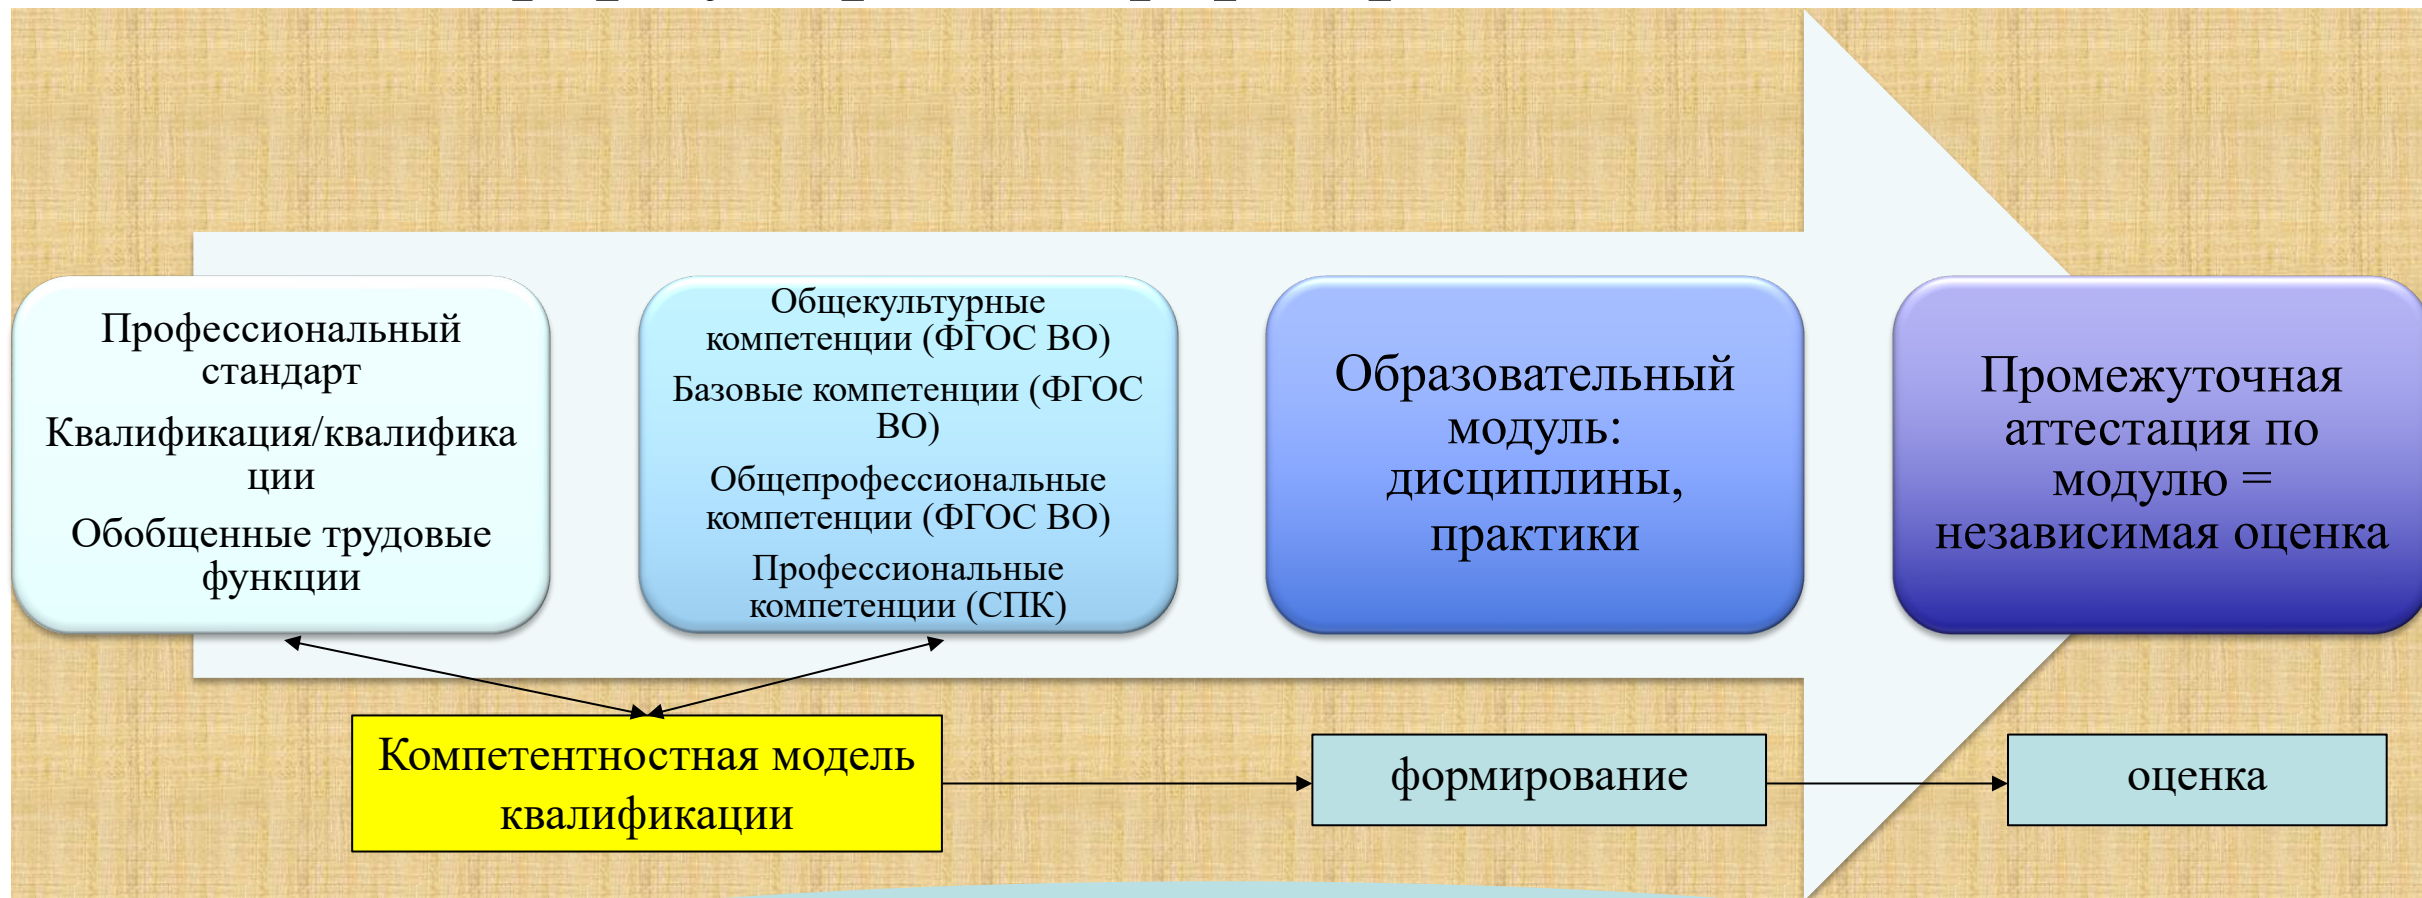 Профессиональный
стандарт
Квалификация/квалифика
ции
Обобщенные трудовые
функции
Общекультурные
компетенции (ФГОС ВО)
Базовые компетенции (ФГОС
ВО)
Общепрофессиональные
компетенции (ФГОС ВО)
Профессиональные
компетенции (СПК)
Образовательный
модуль:
дисциплины,
практики
Промежуточная
аттестация по
модулю =
независимая оценка
Компетентностная модель
квалификации
формирование
оценка